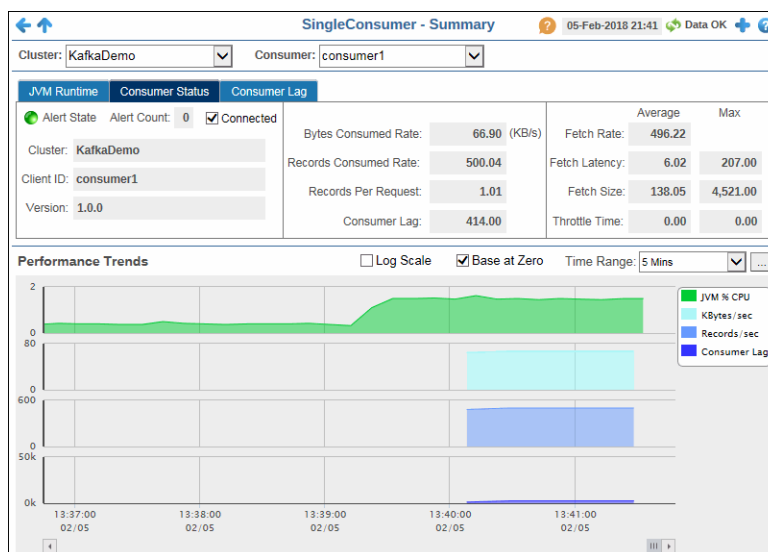 SingleConsumer - Summary
? 05-Feb-2018 21:41 Data OK ?
Cluster: KafkaDemo Consumer: consumer1
JVM Runtime Consumer Status Consumer Lag
Alert State Alert Count: 0 Connected
Cluster: KafkaDemo
Client ID: consumer1
Version: 1.0.0
Bytes Consumed Rate: 66.90 (KB/s)
Records Consumed Rate: 500.04
Records Per Request: 1.01
Consumer Lag: 414.00
Average Max
Fetch Rate: 496.22
Fetch Latency: 6.02 207.00
Fetch Size: 138.05 4,521.00
Throttle Time: 0.00 0.00
Performance Trends Log Scale Base at Zero Time Range: 5 Mins ...
2
0
80
0
600
0
50k
0k
13:37:00 13:38:00 13:39:00 13:40:00 13:41:00
02/05 02/05 02/05 02/05 02/05
JVM % CPU
KBytes/sec
Records/sec
Consumer Lag